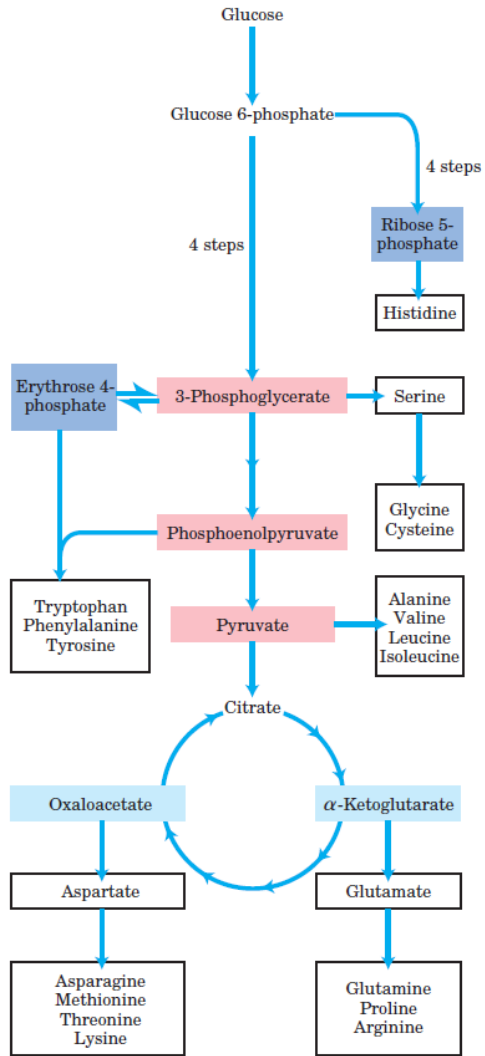 Glucose
Glucose 6-phosphate
4 steps
Ribose 5-
phosphate
4 steps
Histidine
Erythrose 4-
phosphate
3-Phosphoglycerate
Serine
Glycine
Cysteine
Phosphoenolpyruvate
Tryptophan
Phenylalanine
Tyrosine
Pyruvate
Alanine
Valine
Leucine
Isoleucine
Citrate
Oxaloacetate
α-Ketoglutarate
Aspartate
Glutamate
Asparagine
Methionine
Threonine
Lysine
Glutamine
Proline
Arginine